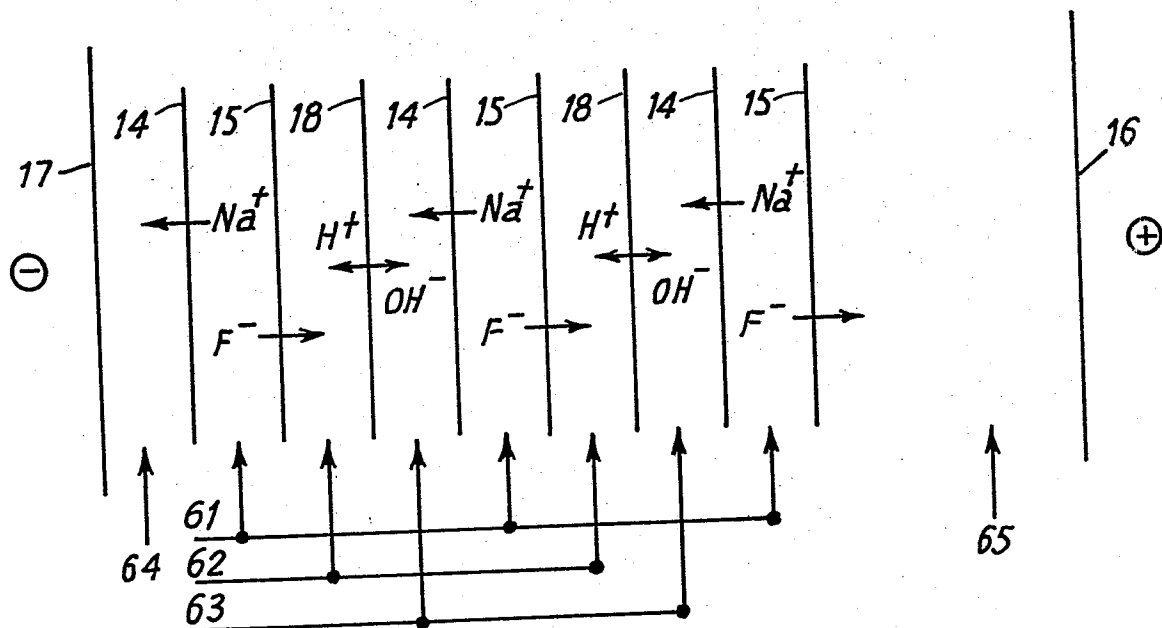 14 15 18 14 15 18 14 15
17 16
Na+ Na+ Na+
H+ H+
⊖ ⊕
OH− OH−
F− F− F−
61
64 62 65
63